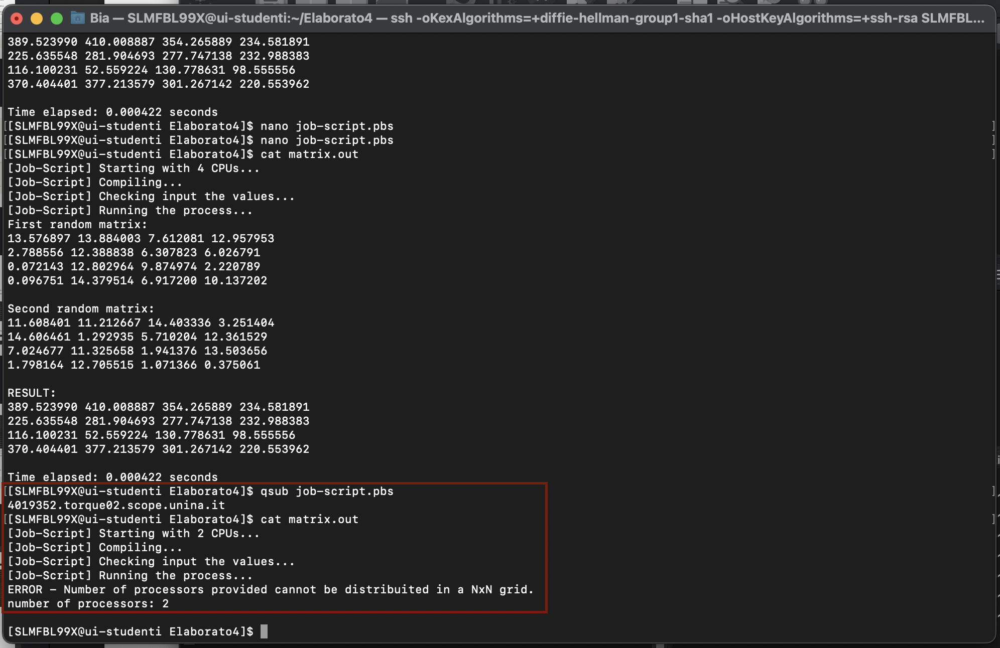 Bia — SLMFBL99X@ui-studenti:~/Elaborato4 — ssh -oKexAlgorithms=+diffie-hellman-group1-sha1 -oHostKeyAlgorithms=+ssh-rsa SLMFBL...
389.523990 410.008887 354.265889 234.581891
225.635548 281.904693 277.747138 232.988383
116.100231 52.559224 130.778631 98.555556
370.404401 377.213579 301.267142 220.553962
Time elapsed: 0.000422 seconds
[[SLMFBL99X@ui-studenti Elaborato4]$ nano job-script.pbs ]
[[SLMFBL99X@ui-studenti Elaborato4]$ nano job-script.pbs ]
[[SLMFBL99X@ui-studenti Elaborato4]$ cat matrix.out ]
[Job-Script] Starting with 4 CPUs...
[Job-Script] Compiling...
[Job-Script] Checking input the values...
[Job-Script] Running the process...
First random matrix:
13.576897 13.884003 7.612081 12.957953
2.788556 12.388838 6.307823 6.026791
0.072143 12.802964 9.874974 2.220789
0.096751 14.379514 6.917200 10.137202
Second random matrix:
11.608401 11.212667 14.403336 3.251404
14.606461 1.292935 5.710204 12.361529
7.024677 11.325658 1.941376 13.503656
1.798164 12.705515 1.071366 0.375061
RESULT:
389.523990 410.008887 354.265889 234.581891
225.635548 281.904693 277.747138 232.988383
116.100231 52.559224 130.778631 98.555556
370.404401 377.213579 301.267142 220.553962
Time elapsed: 0.000422 seconds
[[SLMFBL99X@ui-studenti Elaborato4]$ qsub job-script.pbs ]
4019352.torque02.scope.unina.it
[[SLMFBL99X@ui-studenti Elaborato4]$ cat matrix.out ]
[Job-Script] Starting with 2 CPUs...
[Job-Script] Compiling...
[Job-Script] Checking input the values...
[Job-Script] Running the process...
ERROR - Number of processors provided cannot be distribuited in a NxN grid.
number of processors: 2
[SLMFBL99X@ui-studenti Elaborato4]$